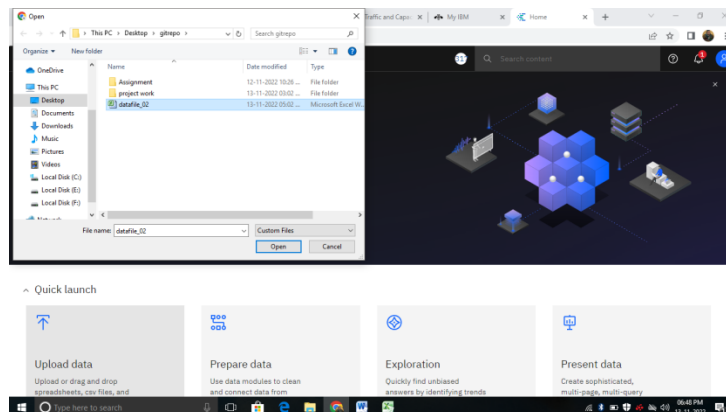 Open
Traffic and Capac
My IBM
Home
This PC > Desktop > gitrepo >
Search gitrepo
Organize
New folder
Search content
Name
Date modified
Type
OneDrive
This PC
Desktop
Documents
Downloads
Music
Pictures
Videos
Local Disk (C:)
Local Disk (E:)
Local Disk (F:)
Network
Assignment 12-11-2022 10:26 ... File folder
project work 13-11-2022 03:02 ... File folder
datafile_02 13-11-2022 05:02 ... Microsoft Excel W...
File name: datafile_02
Custom Files
Open
Cancel
Quick launch
Upload data
Upload or drag and drop
spreadsheets, csv files, and
Prepare data
Use data modules to clean
and connect data from
Exploration
Quickly find unbiased
answers by identifying trends
Present data
Create sophisticated,
multi-page, multi-query
Type here to search
06:48 PM
13-11-2022